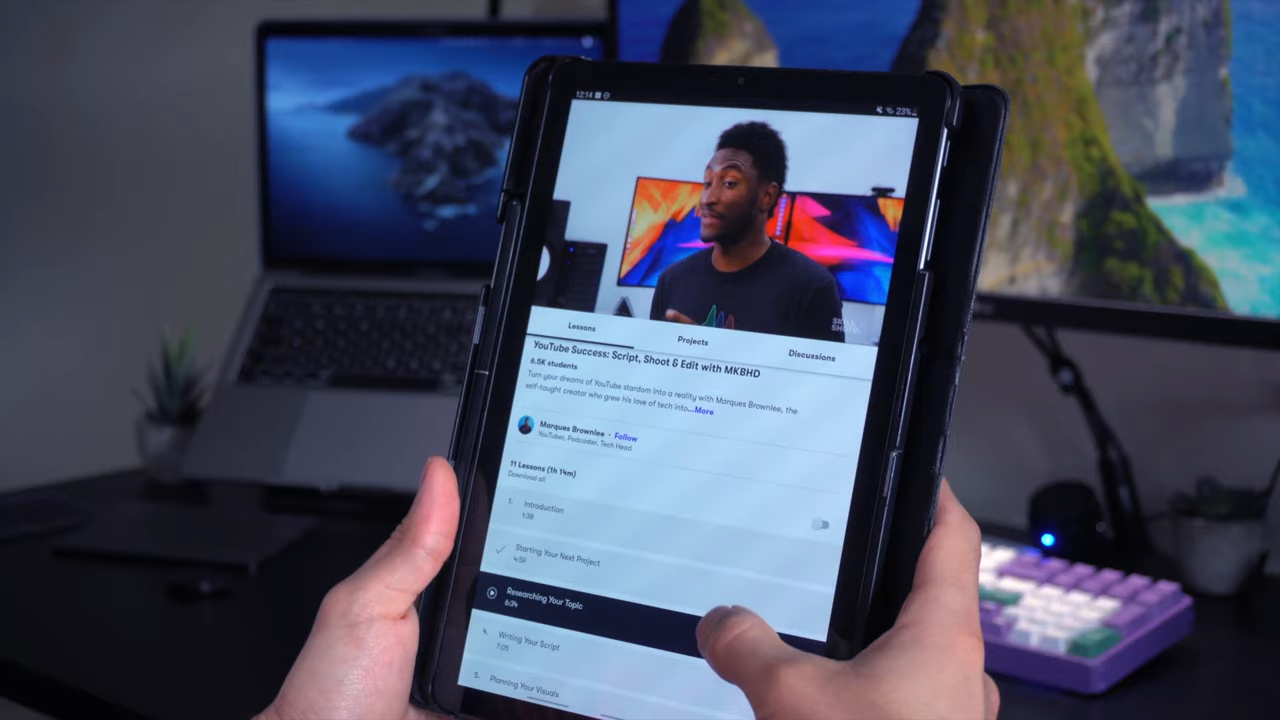 12:14
23%
SKILL
SHARE
Lessons
Projects
Discussions
YouTube Success: Script, Shoot & Edit with MKBHD
6.5K students
Turn your dreams of YouTube stardom into a reality with Marques Brownlee, the
self-taught creator who grew his love of tech into...More
Marques Brownlee • Follow
YouTuber, Podcaster, Tech Head
11 Lessons (1h 14m)
Download all
1. Introduction
1:38
Starting Your Next Project
4:59
Researching Your Topic
6:34
4. Writing Your Script
7:05
5. Planning Your Visuals